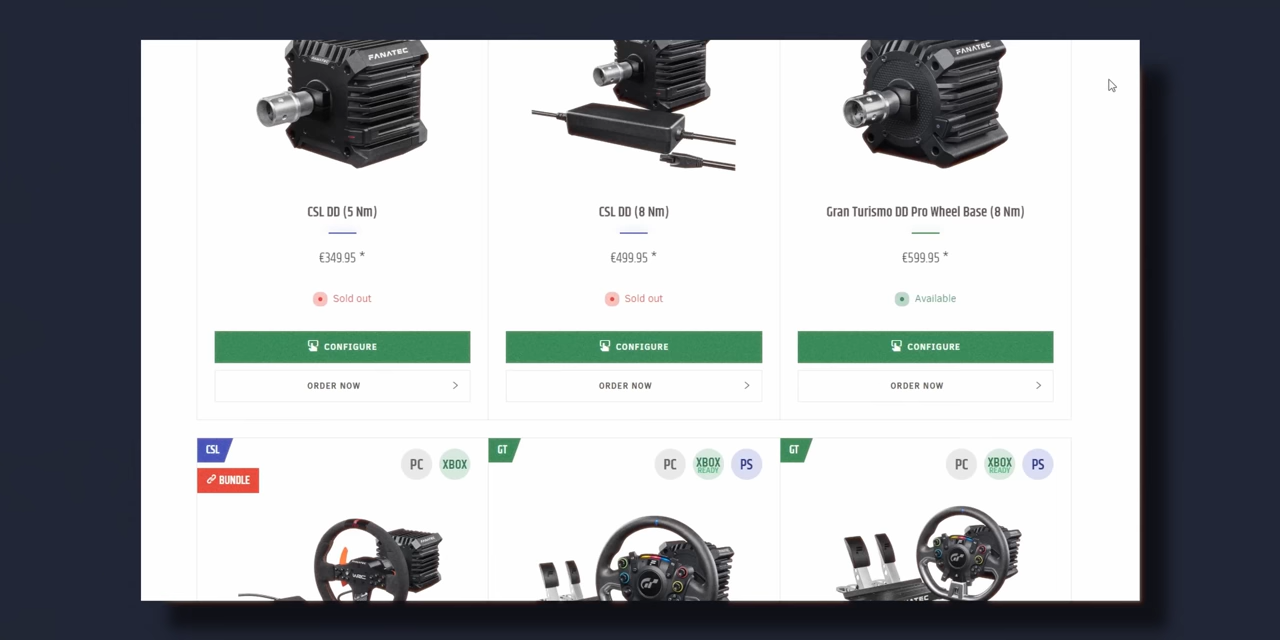 FANATEC
FANATEC
CSL DD (5 Nm)
CSL DD (8 Nm)
Gran Turismo DD Pro Wheel Base (8 Nm)
€349.95 *
€499.95 *
€599.95 *
Sold out
Sold out
Available
CONFIGURE
CONFIGURE
CONFIGURE
ORDER NOW
ORDER NOW
ORDER NOW
CSL
BUNDLE
PC
XBOX
GT
PC
XBOX
READY
PS
GT
PC
XBOX
READY
PS
WRC
FANATEC